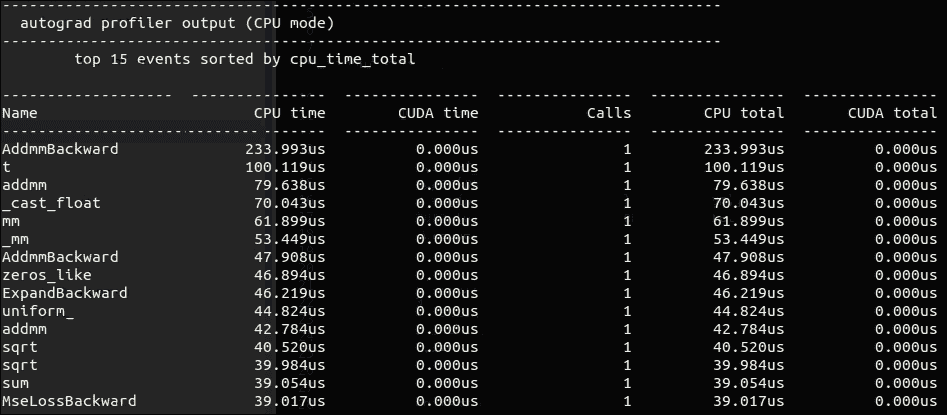 --------------------------------------------------------------------------------
autograd profiler output (CPU mode)
--------------------------------------------------------------------------------
top 15 events sorted by cpu_time_total
------------------- --------------- --------------- --------------- --------------- ---------------
Name CPU time CUDA time Calls CPU total CUDA total
------------------- --------------- --------------- --------------- --------------- ---------------
AddmmBackward 233.993us 0.000us 1 233.993us 0.000us
t 100.119us 0.000us 1 100.119us 0.000us
addmm 79.638us 0.000us 1 79.638us 0.000us
_cast_float 70.043us 0.000us 1 70.043us 0.000us
mm 61.899us 0.000us 1 61.899us 0.000us
_mm 53.449us 0.000us 1 53.449us 0.000us
AddmmBackward 47.908us 0.000us 1 47.908us 0.000us
zeros_like 46.894us 0.000us 1 46.894us 0.000us
ExpandBackward 46.219us 0.000us 1 46.219us 0.000us
uniform_ 44.824us 0.000us 1 44.824us 0.000us
addmm 42.784us 0.000us 1 42.784us 0.000us
sqrt 40.520us 0.000us 1 40.520us 0.000us
sqrt 39.984us 0.000us 1 39.984us 0.000us
sum 39.054us 0.000us 1 39.054us 0.000us
MseLossBackward 39.017us 0.000us 1 39.017us 0.000us